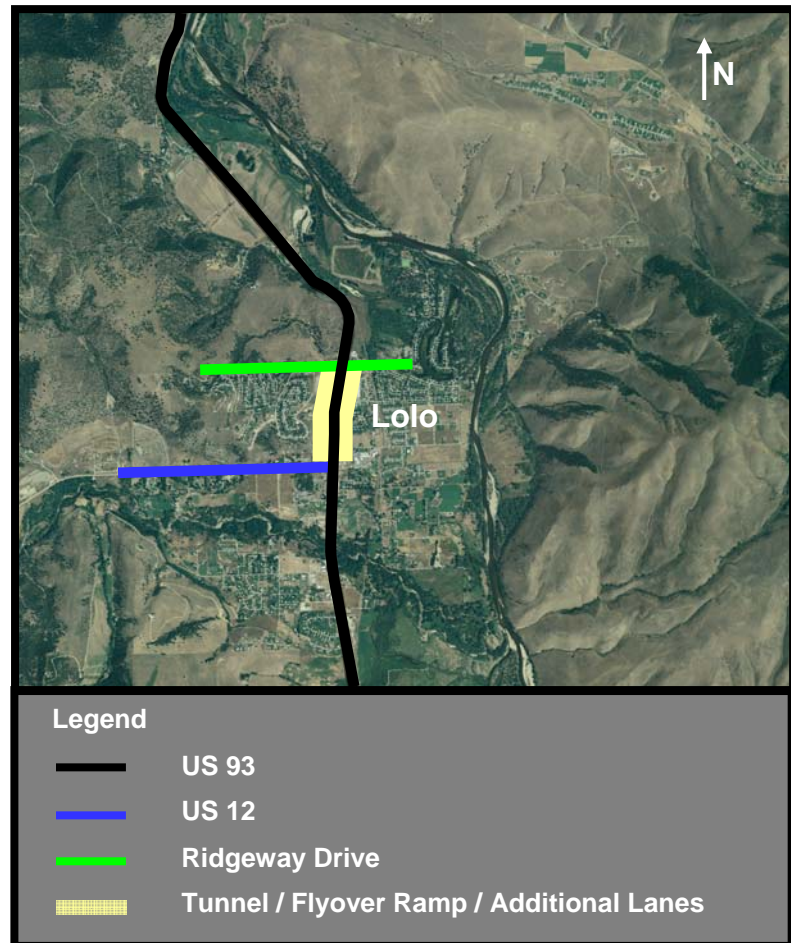 N
Lolo
Legend
US 93
US 12
Ridgeway Drive
Tunnel / Flyover Ramp / Additional Lanes